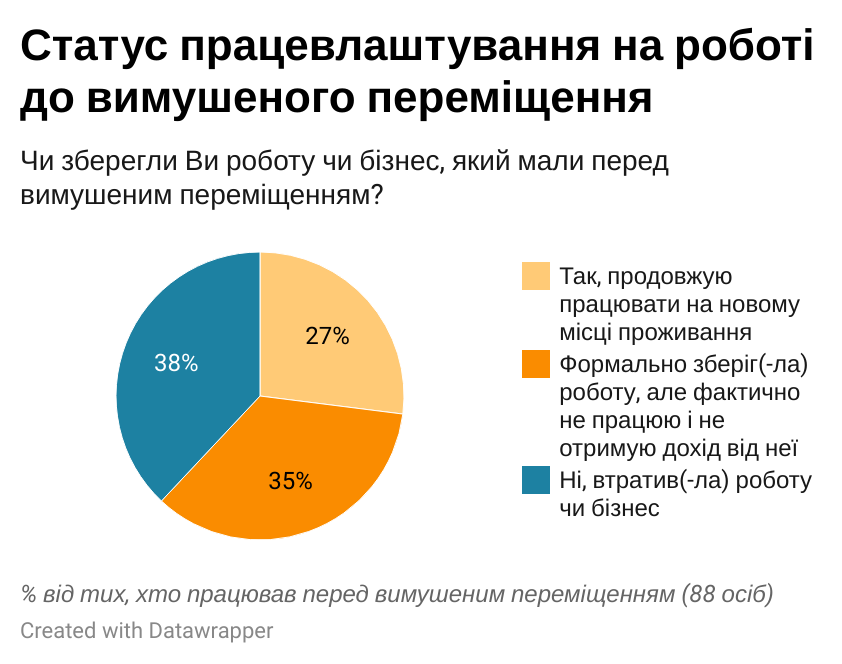 Статус працевлаштування на роботі
до вимушеного переміщення
Чи зберегли Ви роботу чи бізнес, який мали перед
вимушеним переміщенням?
27%
38%
35%
Так, продовжую
працювати на новому
місці проживання
Формально зберіг(-ла)
роботу, але фактично
не працюю і не
отримую дохід від неї
Ні, втратив(-ла) роботу
чи бізнес
% від тих, хто працював перед вимушеним переміщенням (88 осіб)
Created with Datawrapper